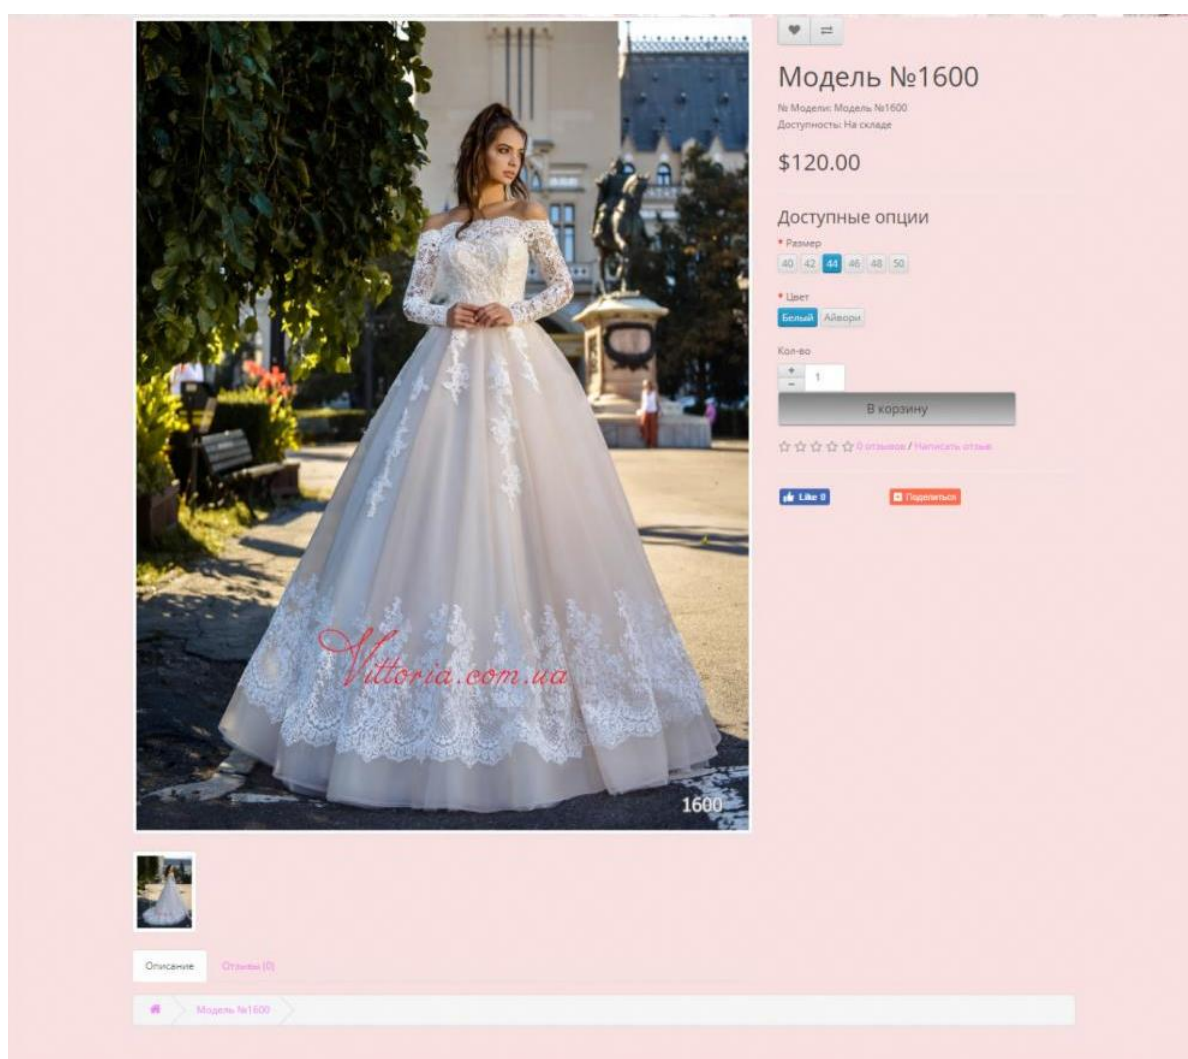 Модель №1600
№ Модели: Модель №1600
Доступность: На складе
$120.00
Доступные опции
* Размер
40 42 44 46 48 50
* Цвет
Белый Айвори
Кол-во
+
1
−
В корзину
0 отзывов / Написать отзыв
Like 0 Поделиться
Vittoria.com.ua
1600
Описание Отзывы (0)
Модель №1600